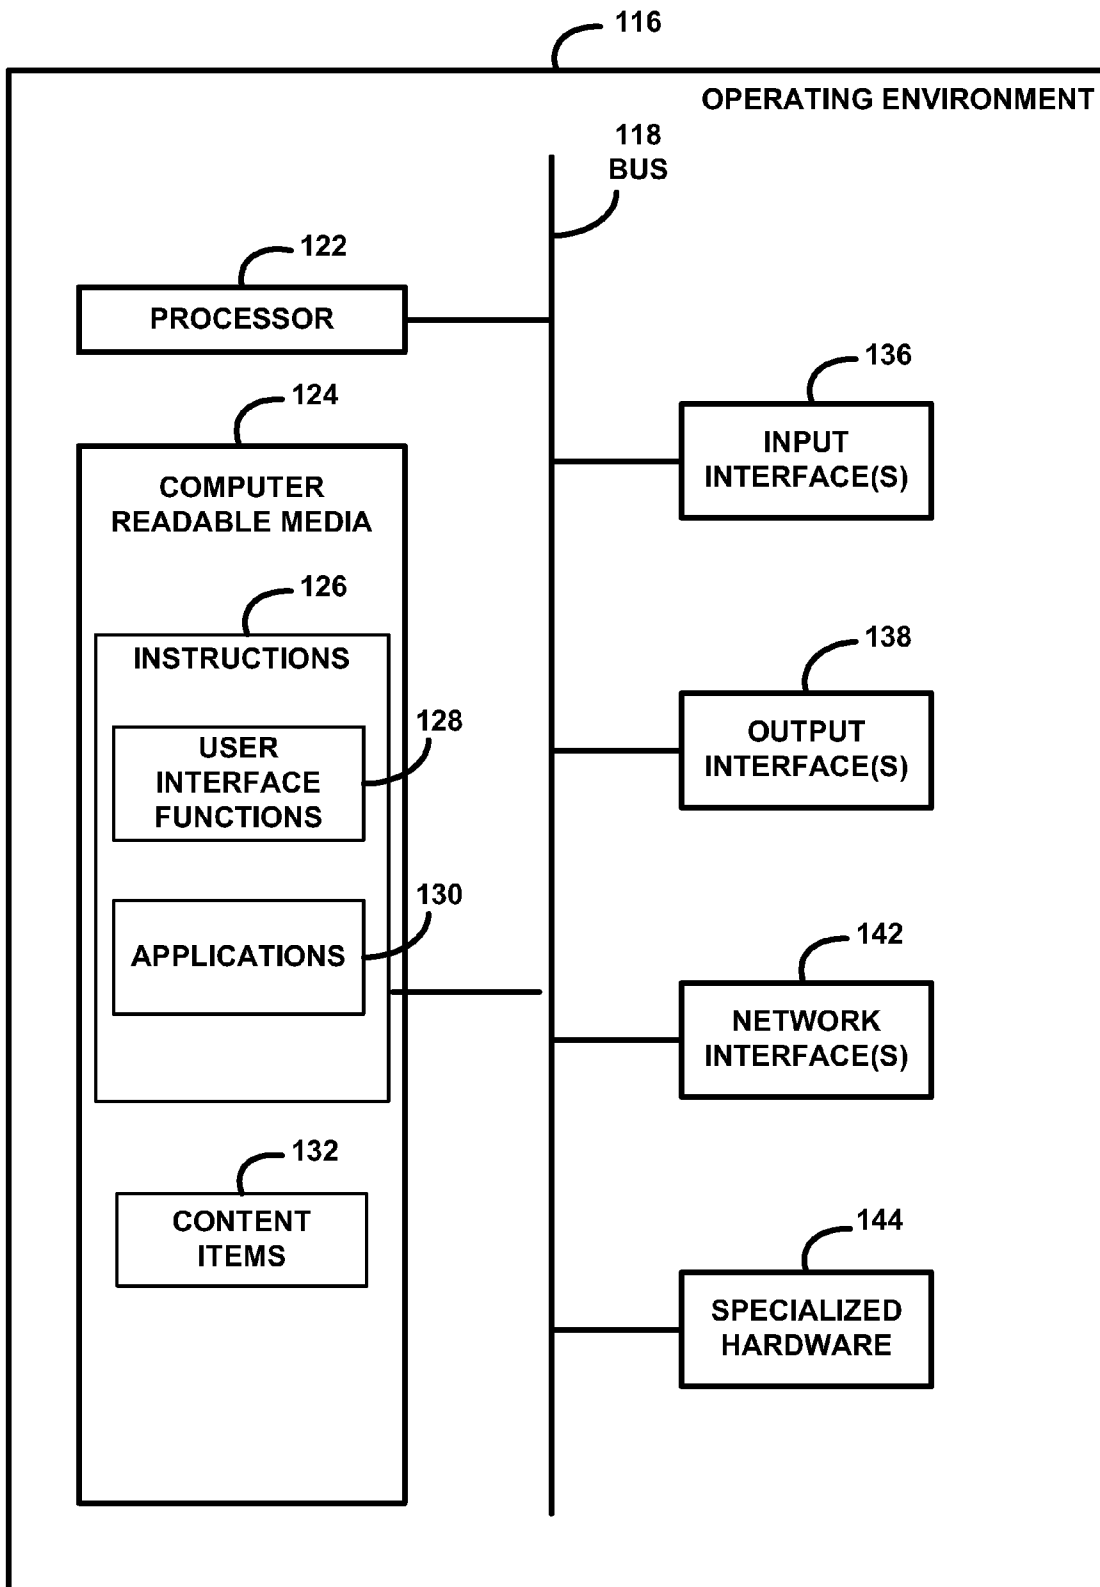 116
OPERATING ENVIRONMENT
118
BUS
122
PROCESSOR
136
INPUT
INTERFACE(S)
124
COMPUTER
READABLE MEDIA
126
INSTRUCTIONS
138
OUTPUT
INTERFACE(S)
128
USER
INTERFACE
FUNCTIONS
130
APPLICATIONS
142
NETWORK
INTERFACE(S)
132
CONTENT
ITEMS
144
SPECIALIZED
HARDWARE